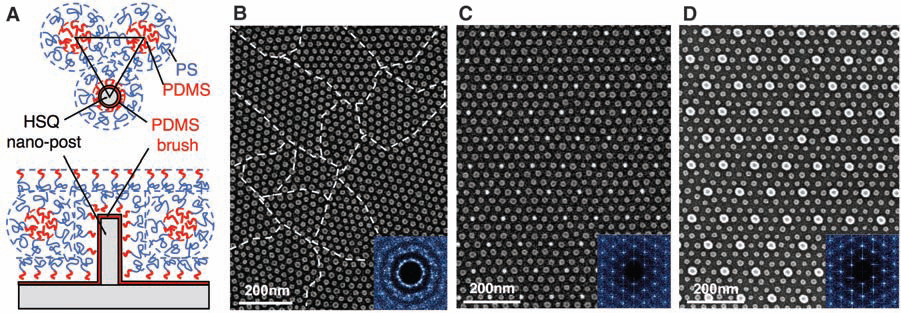 A
B
C
D
PS
PDMS
HSQ
nano-post
PDMS
brush
200nm
200nm
200nm